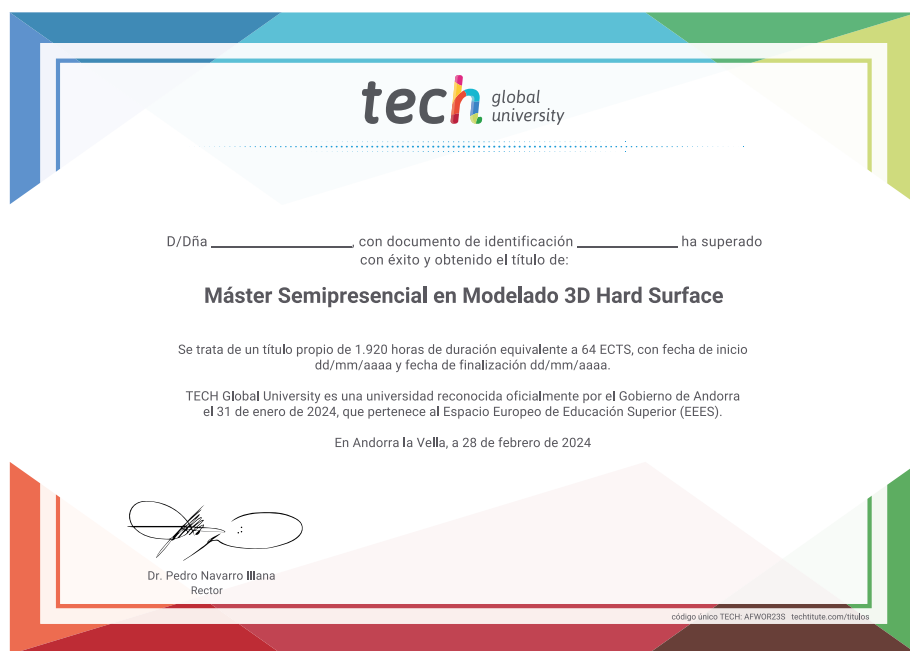 tech global university
D/Dña ______________, con documento de identificación ______________ ha superado
con éxito y obtenido el título de:
Máster Semipresencial en Modelado 3D Hard Surface
Se trata de un título propio de 1.920 horas de duración equivalente a 64 ECTS, con fecha de inicio
dd/mm/aaaa y fecha de finalización dd/mm/aaaa.
TECH Global University es una universidad reconocida oficialmente por el Gobierno de Andorra
el 31 de enero de 2024, que pertenece al Espacio Europeo de Educación Superior (EEES).
En Andorra la Vella, a 28 de febrero de 2024
Dr. Pedro Navarro Illana
Rector
código único TECH: AFWOR23S techtitute.com/titulos